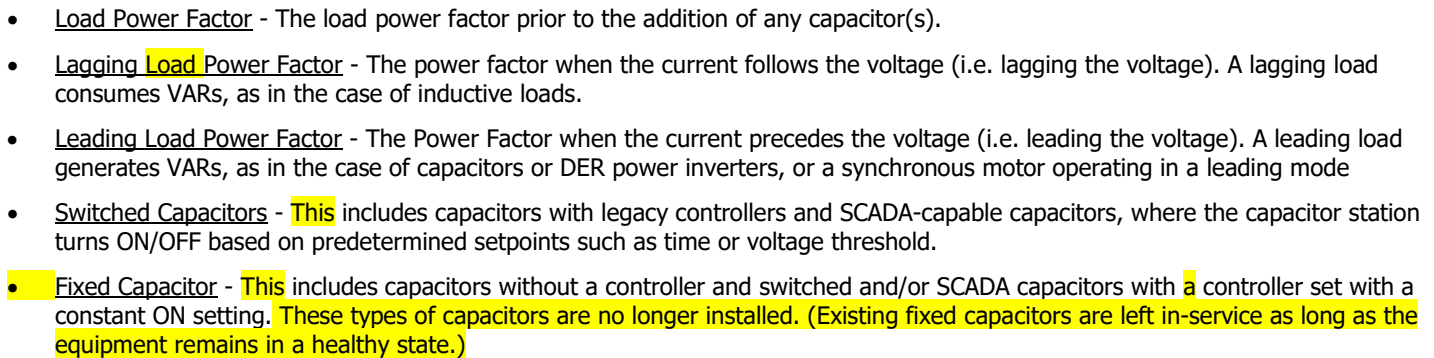 • Load Power Factor - The load power factor prior to the addition of any capacitor(s).
• Lagging Load Power Factor - The power factor when the current follows the voltage (i.e. lagging the voltage). A lagging load
consumes VARs, as in the case of inductive loads.
• Leading Load Power Factor - The Power Factor when the current precedes the voltage (i.e. leading the voltage). A leading load
generates VARs, as in the case of capacitors or DER power inverters, or a synchronous motor operating in a leading mode
• Switched Capacitors - This includes capacitors with legacy controllers and SCADA-capable capacitors, where the capacitor station
turns ON/OFF based on predetermined setpoints such as time or voltage threshold.
• Fixed Capacitor - This includes capacitors without a controller and switched and/or SCADA capacitors with a controller set with a
constant ON setting. These types of capacitors are no longer installed. (Existing fixed capacitors are left in-service as long as the
equipment remains in a healthy state.)